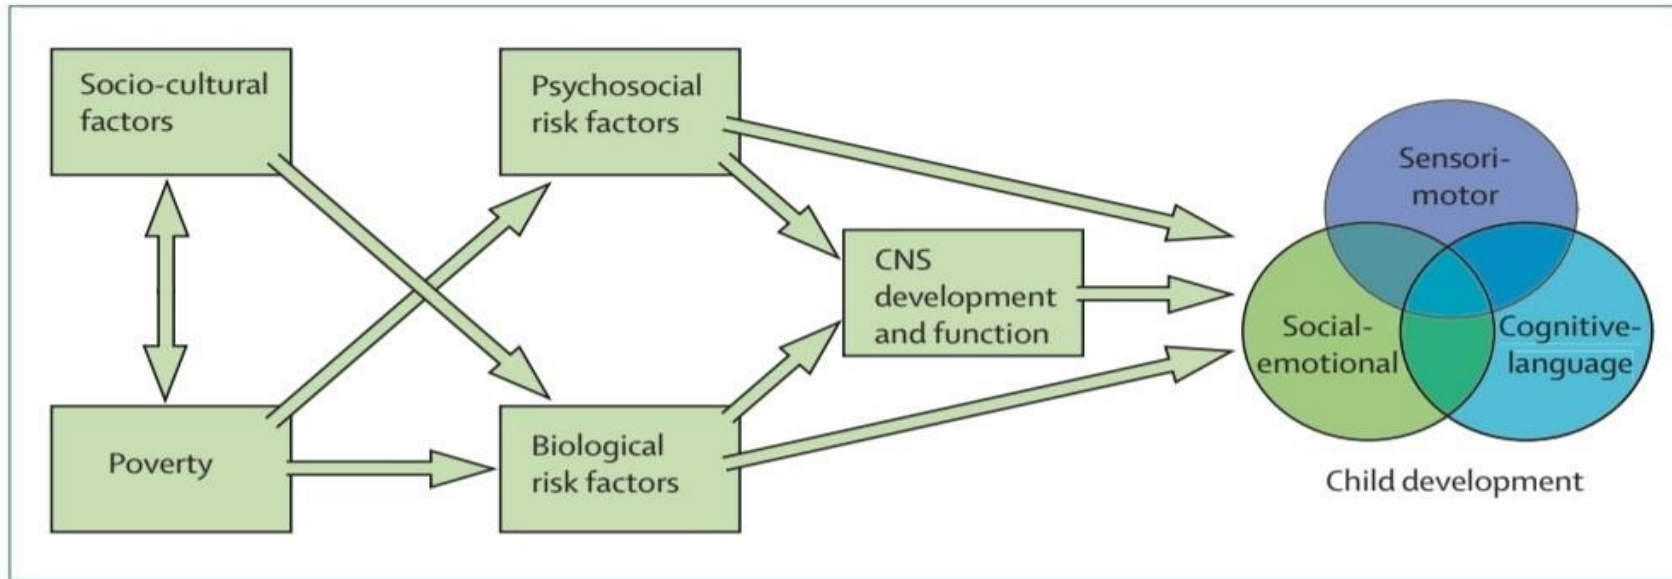 Socio-cultural
factors
Psychosocial
risk factors
Sensori-
motor
CNS
development
and function
Social-
emotional
Cognitive-
language
Poverty
Biological
risk factors
Child development